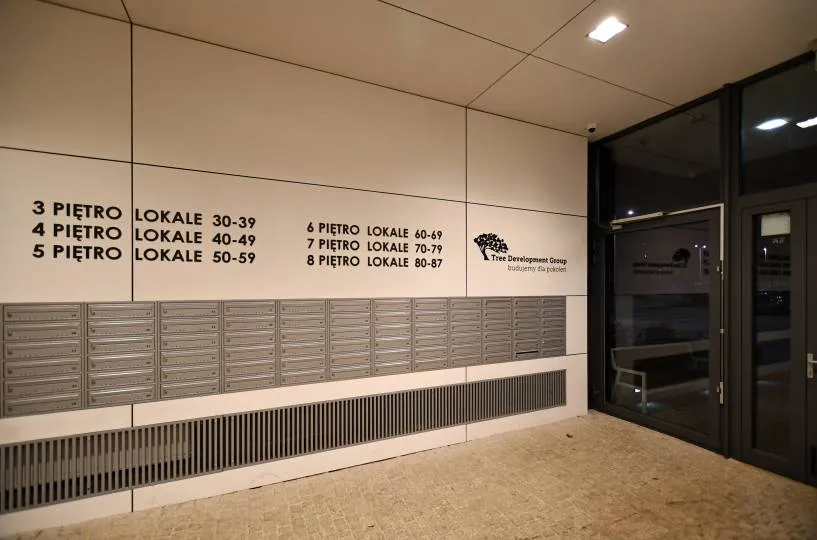 3 PIĘTRO LOKALE 30-39
4 PIĘTRO LOKALE 40-49
5 PIĘTRO LOKALE 50-59
6 PIĘTRO LOKALE 60-69
7 PIĘTRO LOKALE 70-79
8 PIĘTRO LOKALE 80-87
Tree Development Group
budujemy dla pokoleń